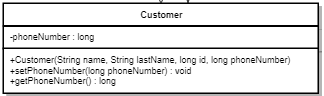 Customer
-phoneNumber : long
+Customer(String name, String lastName, long id, long phoneNumber)
+setPhoneNumber(long phoneNumber) : void
+getPhoneNumber() : long